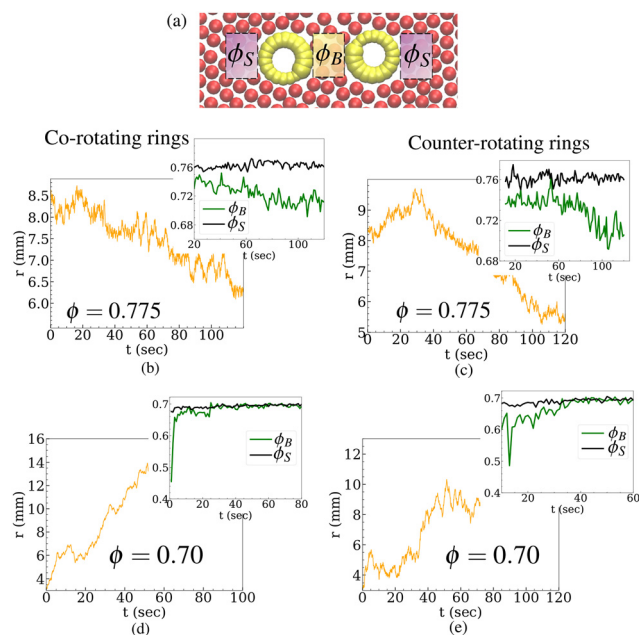 (a)
ϕS ϕB ϕS
Co-rotating rings
Counter-rotating rings
0.76
0.72
0.68
ϕB
ϕS
20 60 100
t (sec)
8.5
8.0
7.5
7.0
6.5
6.0
r (mm)
ϕ = 0.775
0 20 40 60 80 100
t (sec)
(b)
0.76
0.72
0.68
ϕB
ϕS
20 60 100
t (sec)
9
8
7
6
5
r (mm)
ϕ = 0.775
0 20 40 60 80 100 120
t (sec)
(c)
0.7
0.6
0.5
0.4
ϕB
ϕS
0 20 40 60 80
t (sec)
16
14
12
10
8
6
4
r (mm)
ϕ = 0.70
0 20 40 60 80 100
t (sec)
(d)
0.7
0.6
0.5
0.4
ϕB
ϕS
10 20 30 40 50 60
t (sec)
12
10
8
6
4
r (mm)
ϕ = 0.70
0 20 40 60 80 100
t (sec)
(e)